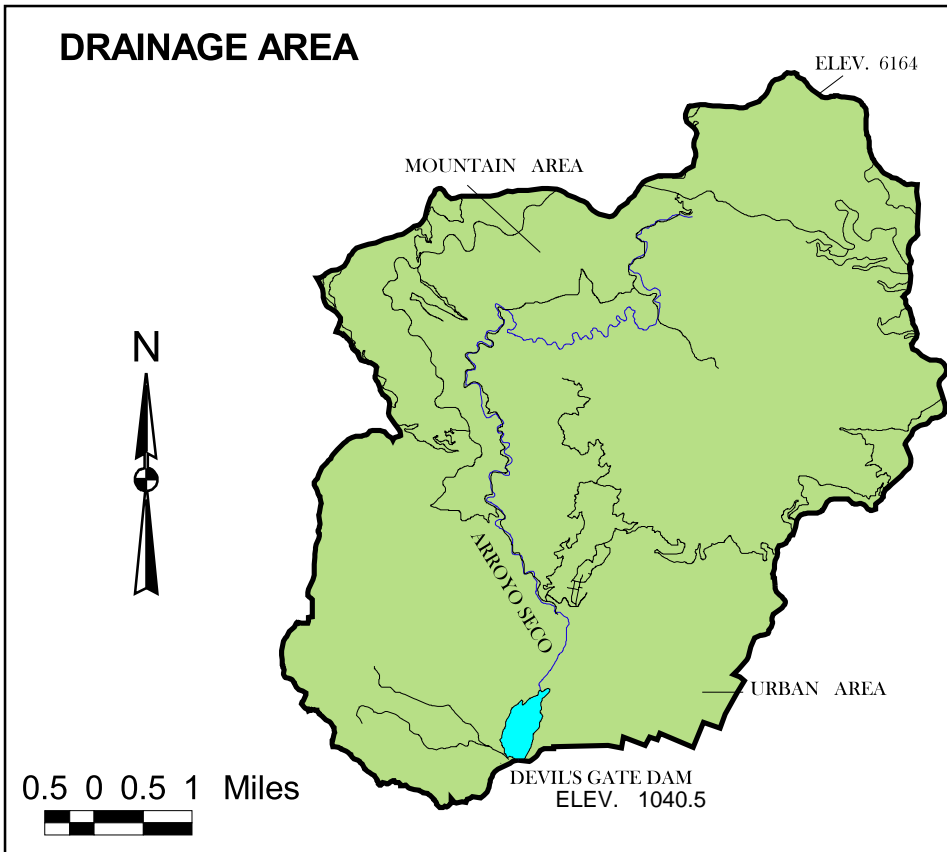 DRAINAGE AREA
ELEV. 6164
MOUNTAIN AREA
N
ARROYO SECO
URBAN AREA
DEVIL'S GATE DAM
ELEV. 1040.5
0.5 0 0.5 1 Miles